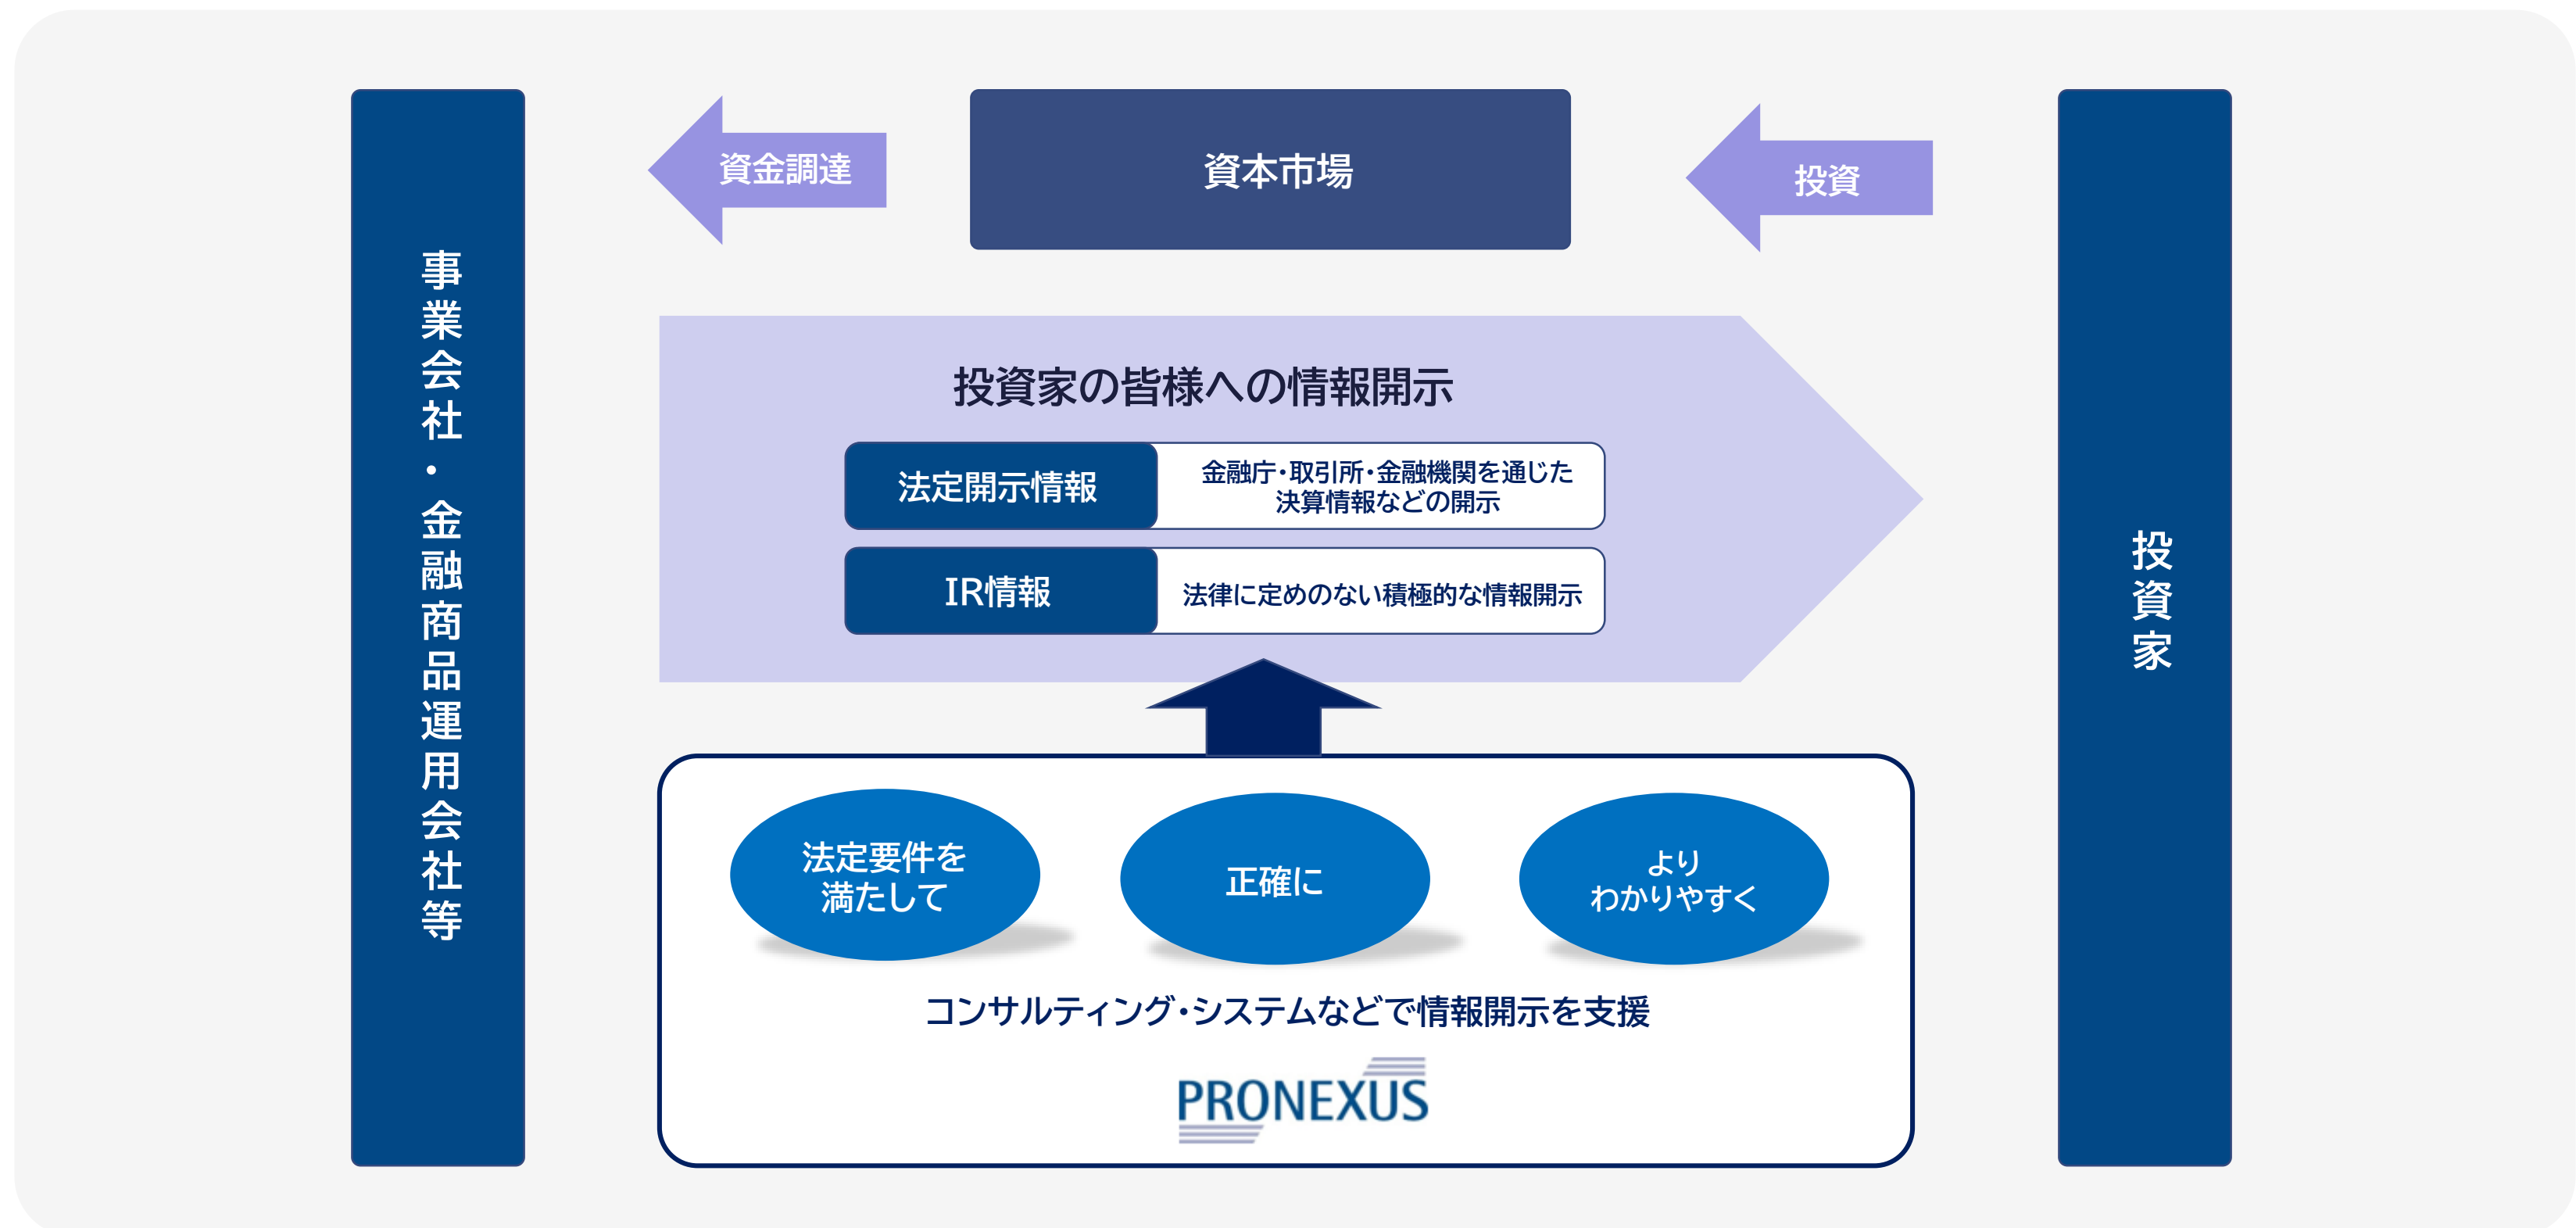 事業会社・金融商品運用会社等
資金調達
資本市場
投資
投資家の皆様への情報開示
法定開示情報
金融庁・取引所・金融機関を通じた
決算情報などの開示
IR情報
法律に定めのない積極的な情報開示
法定要件を
満たして
正確に
より
わかりやすく
コンサルティング・システムなどで情報開示を支援
PRONEXUS
投資家